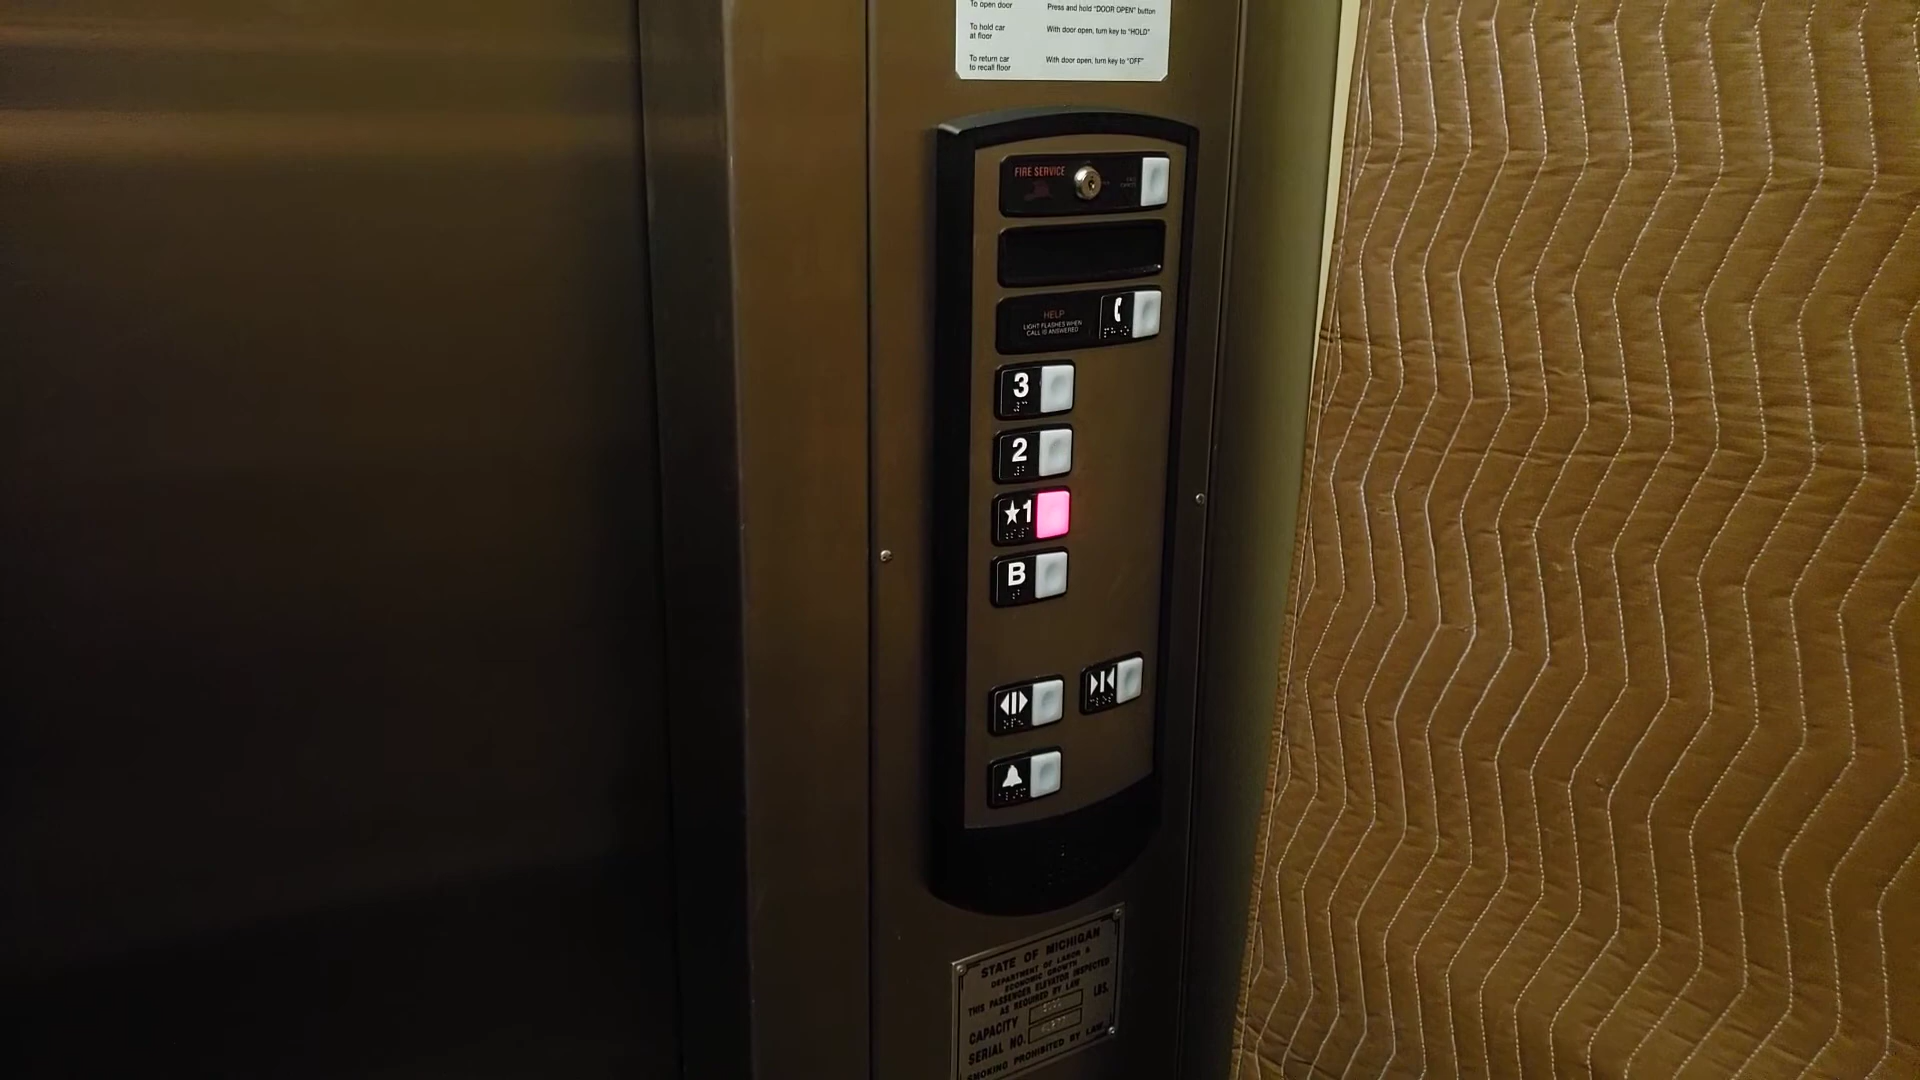 To open door Press and hold "DOOR OPEN" button
To hold car With door open, turn key to "HOLD"
at floor
To return car With door open, turn key to "OFF"
to recall floor
FIRE SERVICE
HELP
LIGHT FLASHES WHEN
CALL IS ANSWERED
3
2
★1
B
STATE OF MICHIGAN
DEPARTMENT OF LABOR &
ECONOMIC GROWTH
THIS PASSENGER ELEVATOR INSPECTED
AS REQUIRED BY LAW
CAPACITY LBS.
SERIAL NO.
SMOKING PROHIBITED BY LAW